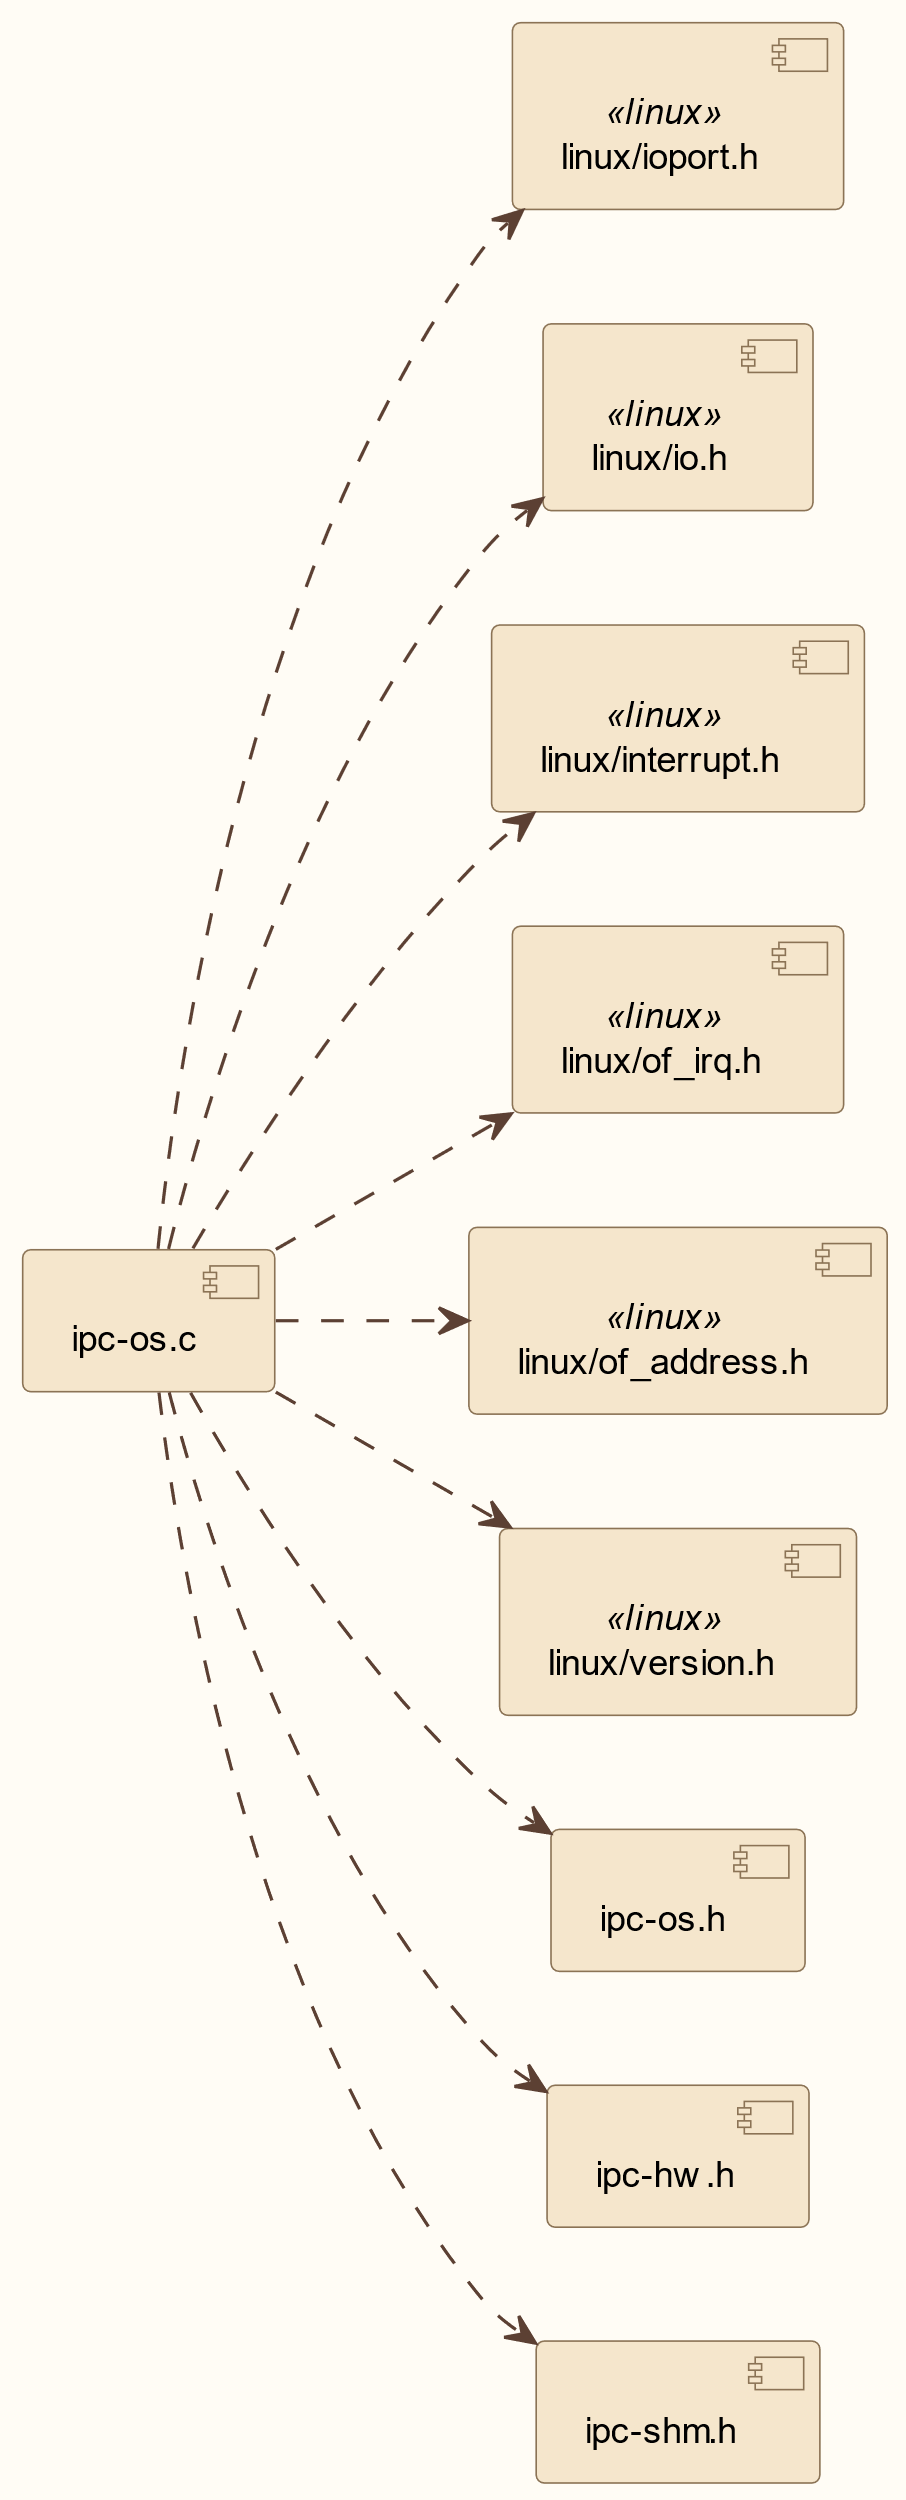 «linux»
linux/ioport.h
«linux»
linux/io.h
«linux»
linux/interrupt.h
«linux»
linux/of_irq.h
«linux»
linux/of_address.h
ipc-os.c
«linux»
linux/version.h
ipc-os.h
ipc-hw.h
ipc-shm.h